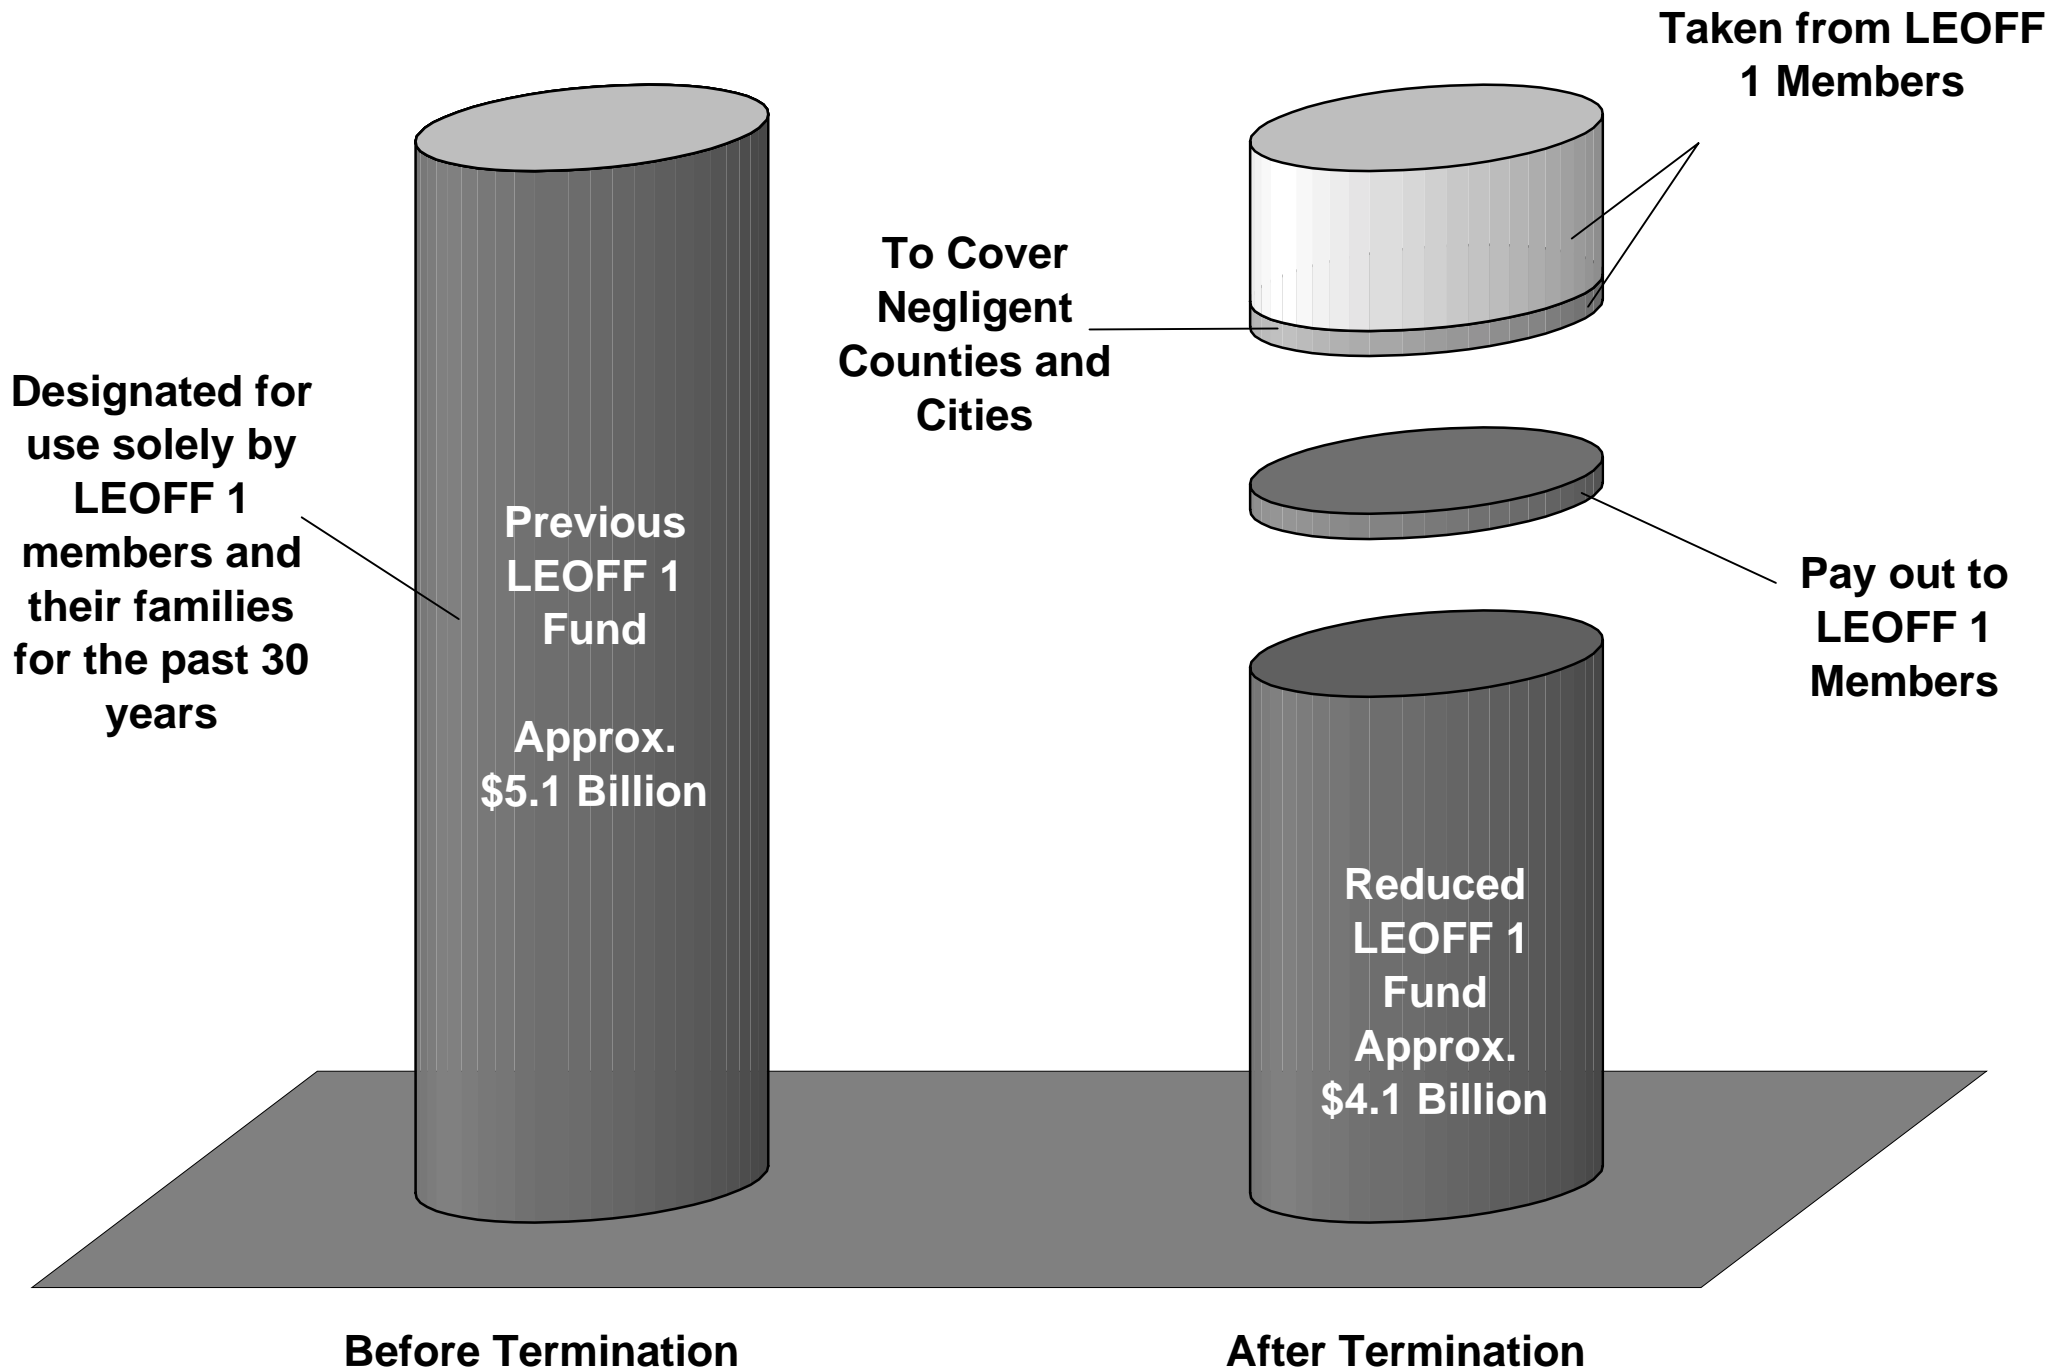 Taken from LEOFF
1 Members
To Cover
Negligent
Counties and
Cities
Designated for
use solely by
LEOFF 1
members and
their families
for the past 30
years
Previous
LEOFF 1
Fund
Approx.
$5.1 Billion
Pay out to
LEOFF 1
Members
Reduced
LEOFF 1
Fund
Approx.
$4.1 Billion
Before Termination
After Termination